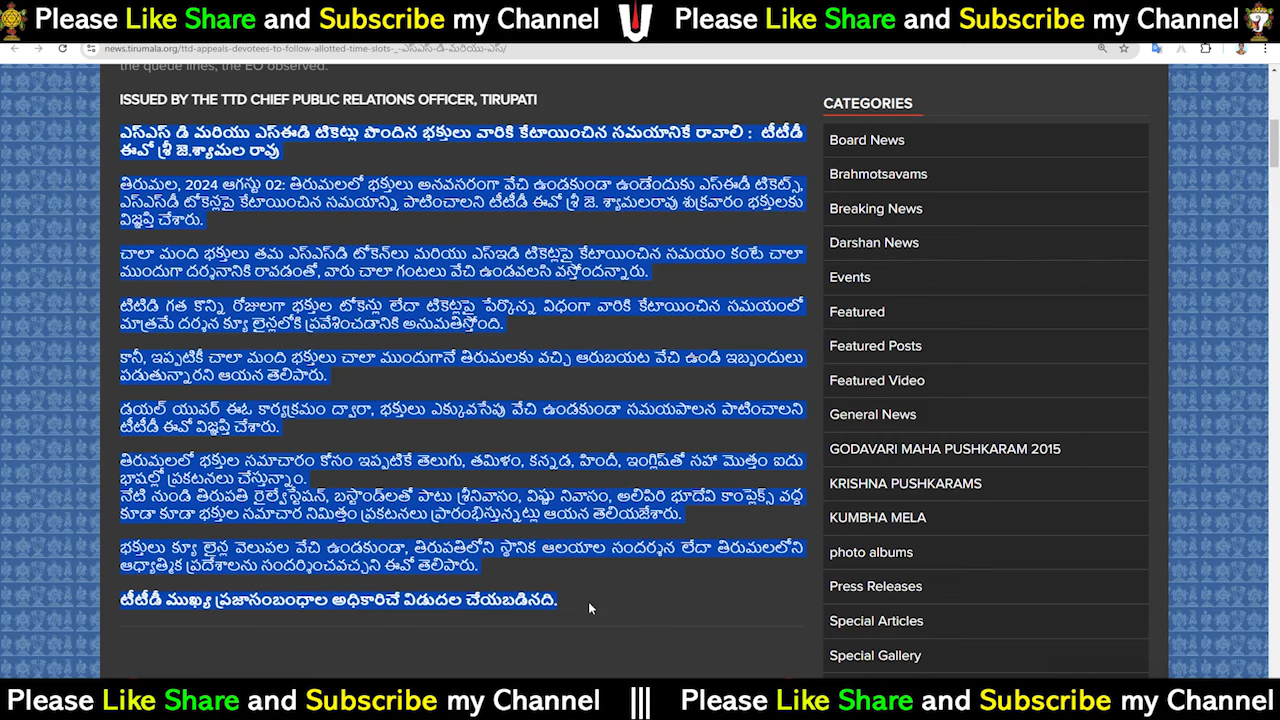 Please Like Share and Subscribe my Channel
Please Like Share and Subscribe my Channel
news.tirumala.org/ttd-appeals-devotees-to-follow-allotted-time-slots-_-ఎస్ఎస్-డి-మరియు-ఎస్/
the queue lines, the EO observed.
ISSUED BY THE TTD CHIEF PUBLIC RELATIONS OFFICER, TIRUPATI
ఎస్ఎస్ డి మరియు ఎస్ఈడి టికెట్లు పొందిన భక్తులు వారికి కేటాయించిన సమయానికే రావాలి : టీటీడీ
ఈవో శ్రీ జె.శ్యామల రావు
తిరుమల, 2024 ఆగస్టు 02: తిరుమలలో భక్తులు అనవసరంగా వేచి ఉండకుండా ఉండేందుకు ఎస్ఈడీ టికెట్స్,
ఎస్ఎస్‌డీ టోకెన్లపై కేటాయించిన సమయాన్ని పాటించాలని టీటీడీ ఈవో శ్రీ జె. శ్యామలరావు శుక్రవారం భక్తులకు
విజ్ఞప్తి చేశారు.
చాలా మంది భక్తులు తమ ఎస్ఎస్‌డి టోకెన్‌లు మరియు ఎస్ఇడి టికెట్లపై కేటాయించిన సమయం కంటే చాలా
ముందుగా దర్శనానికి రావడంతో, వారు చాలా గంటలు వేచి ఉండవలసి వస్తోందన్నారు.
టిటిడి గత కొన్ని రోజులుగా భక్తుల టోకెన్లు లేదా టికెట్లపై పేర్కొన్న విధంగా వారికి కేటాయించిన సమయంలో
మాత్రమే దర్శన క్యూ లైన్లలోకి ప్రవేశించడానికి అనుమతిస్తోంది.
కానీ, ఇప్పటికీ చాలా మంది భక్తులు చాలా ముందుగానే తిరుమలకు వచ్చి ఆరుబయట వేచి ఉండి ఇబ్బందులు
పడుతున్నారని ఆయన తెలిపారు.
డయల్ యువర్ ఈఓ కార్యక్రమం ద్వారా, భక్తులు ఎక్కువసేపు వేచి ఉండకుండా సమయపాలన పాటించాలని
టీటీడీ ఈవో విజ్ఞప్తి చేశారు.
తిరుమలలో భక్తుల సమాచారం కోసం ఇప్పటికే తెలుగు, తమిళం, కన్నడ, హిందీ, ఇంగ్లిష్‌తో సహా మొత్తం ఐదు
భాషల్లో ప్రకటనలు చేస్తున్నాం.
నేటి నుండి తిరుపతి రైల్వేస్టేషన్, బస్టాండ్‌లతో పాటు శ్రీనివాసం, విష్ణు నివాసం, అలిపిరి భూదేవి కాంప్లెక్స్ వద్ద
కూడా కూడా భక్తుల సమాచార నిమిత్తం ప్రకటనలు ప్రారంభిస్తున్నట్లు ఆయన తెలియజేశారు.
భక్తులు క్యూ లైన్ల వెలుపల వేచి ఉండకుండా, తిరుపతిలోని స్థానిక ఆలయాల సందర్శన లేదా తిరుమలలోని
ఆధ్యాత్మిక ప్రదేశాలను సందర్శించవచ్చని ఈవో తెలిపారు.
టీటీడీ ముఖ్య ప్రజాసంబంధాల అధికారిచే విడుదల చేయబడినది.
CATEGORIES
Board News
Brahmotsavams
Breaking News
Darshan News
Events
Featured
Featured Posts
Featured Video
General News
GODAVARI MAHA PUSHKARAM 2015
KRISHNA PUSHKARAMS
KUMBHA MELA
photo albums
Press Releases
Special Articles
Special Gallery
Please Like Share and Subscribe my Channel
|||
Please Like Share and Subscribe my Channel